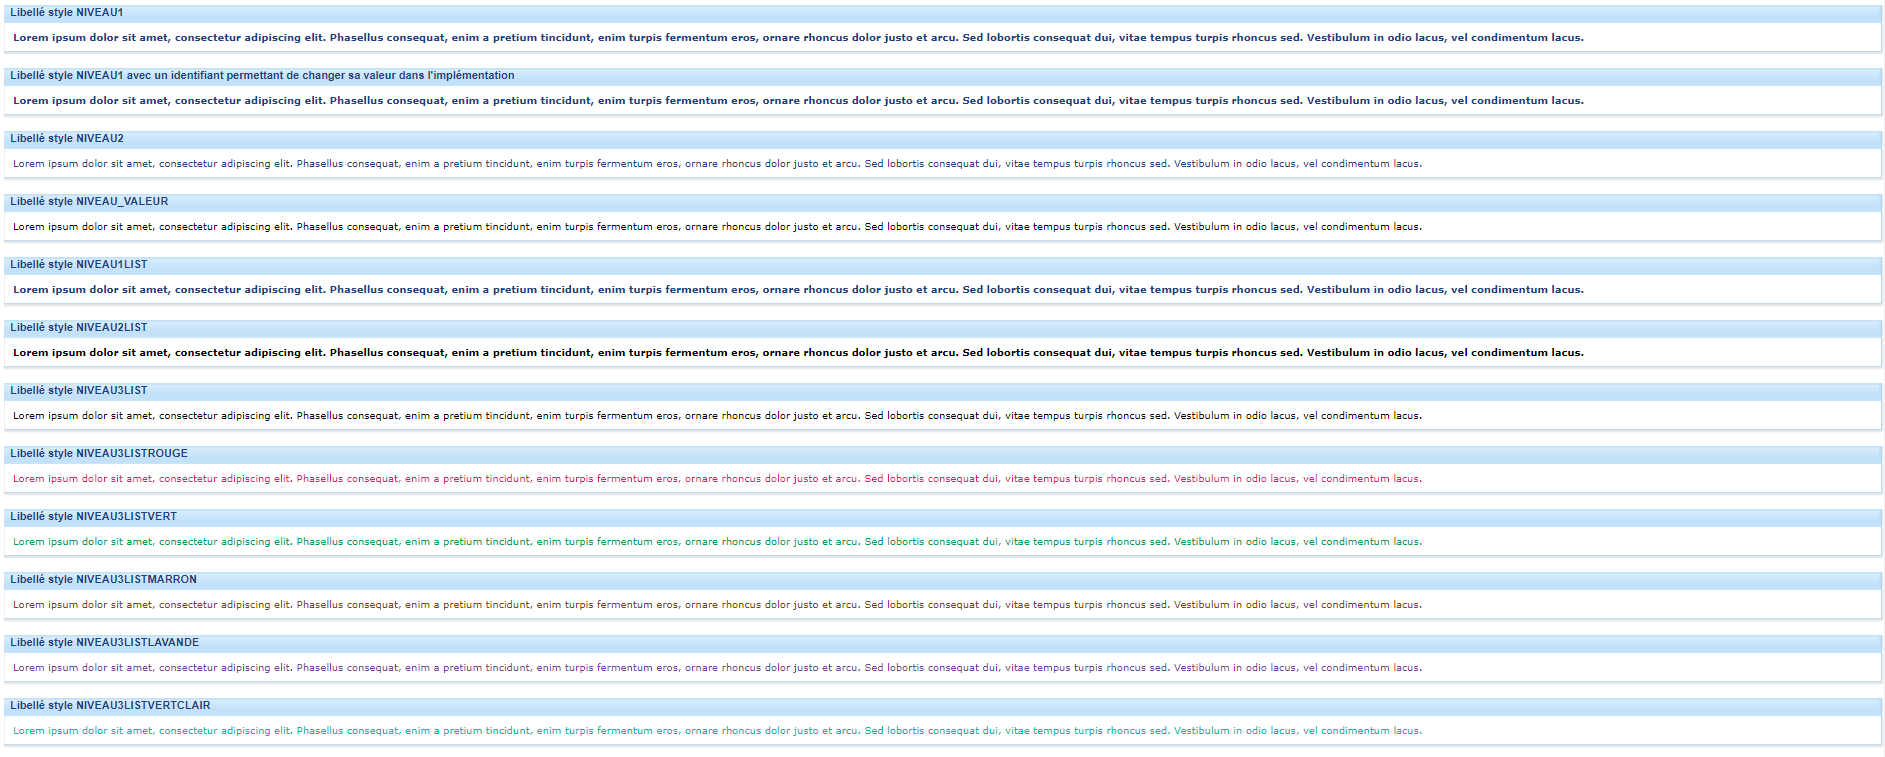 Libellé style NIVEAU1
Lorem ipsum dolor sit amet, consectetur adipiscing elit. Phasellus consequat, enim a pretium tincidunt, enim turpis fermentum eros, ornare rhoncus dolor justo et arcu. Sed lobortis consequat dui, vitae tempus turpis rhoncus sed. Vestibulum in odio lacus, vel condimentum lacus.
Libellé style NIVEAU1 avec un identifiant permettant de changer sa valeur dans l'implémentation
Lorem ipsum dolor sit amet, consectetur adipiscing elit. Phasellus consequat, enim a pretium tincidunt, enim turpis fermentum eros, ornare rhoncus dolor justo et arcu. Sed lobortis consequat dui, vitae tempus turpis rhoncus sed. Vestibulum in odio lacus, vel condimentum lacus.
Libellé style NIVEAU2
Lorem ipsum dolor sit amet, consectetur adipiscing elit. Phasellus consequat, enim a pretium tincidunt, enim turpis fermentum eros, ornare rhoncus dolor justo et arcu. Sed lobortis consequat dui, vitae tempus turpis rhoncus sed. Vestibulum in odio lacus, vel condimentum lacus.
Libellé style NIVEAU_VALEUR
Lorem ipsum dolor sit amet, consectetur adipiscing elit. Phasellus consequat, enim a pretium tincidunt, enim turpis fermentum eros, ornare rhoncus dolor justo et arcu. Sed lobortis consequat dui, vitae tempus turpis rhoncus sed. Vestibulum in odio lacus, vel condimentum lacus.
Libellé style NIVEAU1LIST
Lorem ipsum dolor sit amet, consectetur adipiscing elit. Phasellus consequat, enim a pretium tincidunt, enim turpis fermentum eros, ornare rhoncus dolor justo et arcu. Sed lobortis consequat dui, vitae tempus turpis rhoncus sed. Vestibulum in odio lacus, vel condimentum lacus.
Libellé style NIVEAU2LIST
Lorem ipsum dolor sit amet, consectetur adipiscing elit. Phasellus consequat, enim a pretium tincidunt, enim turpis fermentum eros, ornare rhoncus dolor justo et arcu. Sed lobortis consequat dui, vitae tempus turpis rhoncus sed. Vestibulum in odio lacus, vel condimentum lacus.
Libellé style NIVEAU3LIST
Lorem ipsum dolor sit amet, consectetur adipiscing elit. Phasellus consequat, enim a pretium tincidunt, enim turpis fermentum eros, ornare rhoncus dolor justo et arcu. Sed lobortis consequat dui, vitae tempus turpis rhoncus sed. Vestibulum in odio lacus, vel condimentum lacus.
Libellé style NIVEAU3LISTROUGE
Lorem ipsum dolor sit amet, consectetur adipiscing elit. Phasellus consequat, enim a pretium tincidunt, enim turpis fermentum eros, ornare rhoncus dolor justo et arcu. Sed lobortis consequat dui, vitae tempus turpis rhoncus sed. Vestibulum in odio lacus, vel condimentum lacus.
Libellé style NIVEAU3LISTVERT
Lorem ipsum dolor sit amet, consectetur adipiscing elit. Phasellus consequat, enim a pretium tincidunt, enim turpis fermentum eros, ornare rhoncus dolor justo et arcu. Sed lobortis consequat dui, vitae tempus turpis rhoncus sed. Vestibulum in odio lacus, vel condimentum lacus.
Libellé style NIVEAU3LISTMARRON
Lorem ipsum dolor sit amet, consectetur adipiscing elit. Phasellus consequat, enim a pretium tincidunt, enim turpis fermentum eros, ornare rhoncus dolor justo et arcu. Sed lobortis consequat dui, vitae tempus turpis rhoncus sed. Vestibulum in odio lacus, vel condimentum lacus.
Libellé style NIVEAU3LISTLAVANDE
Lorem ipsum dolor sit amet, consectetur adipiscing elit. Phasellus consequat, enim a pretium tincidunt, enim turpis fermentum eros, ornare rhoncus dolor justo et arcu. Sed lobortis consequat dui, vitae tempus turpis rhoncus sed. Vestibulum in odio lacus, vel condimentum lacus.
Libellé style NIVEAU3LISTVERTCLAIR
Lorem ipsum dolor sit amet, consectetur adipiscing elit. Phasellus consequat, enim a pretium tincidunt, enim turpis fermentum eros, ornare rhoncus dolor justo et arcu. Sed lobortis consequat dui, vitae tempus turpis rhoncus sed. Vestibulum in odio lacus, vel condimentum lacus.